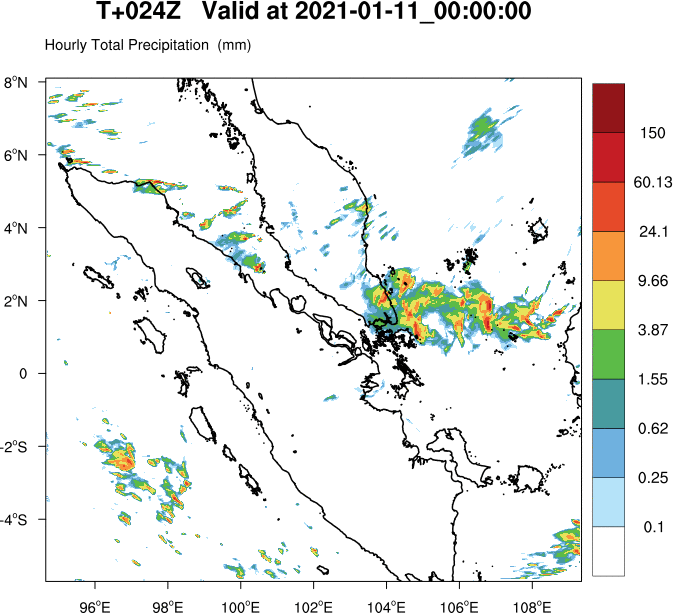 T+024Z Valid at 2021-01-11_00:00:00
Hourly Total Precipitation (mm)
8°N
6°N
4°N
2°N
0
-2°S
-4°S
96°E 98°E 100°E 102°E 104°E 106°E 108°E
150
60.13
24.1
9.66
3.87
1.55
0.62
0.25
0.1